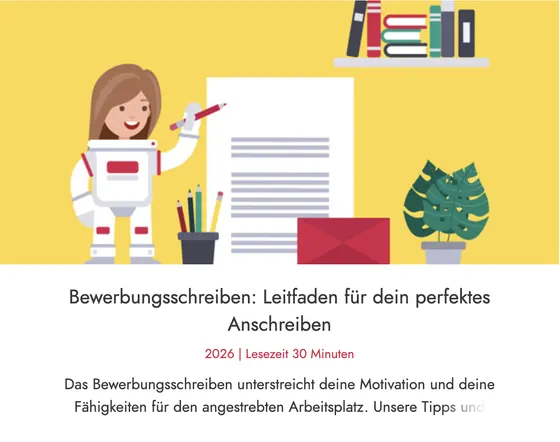 Bewerbungsschreiben: Leitfaden für dein perfektes
Anschreiben
2026 | Lesezeit 30 Minuten
Das Bewerbungsschreiben unterstreicht deine Motivation und deine
Fähigkeiten für den angestrebten Arbeitsplatz. Unsere Tipps und